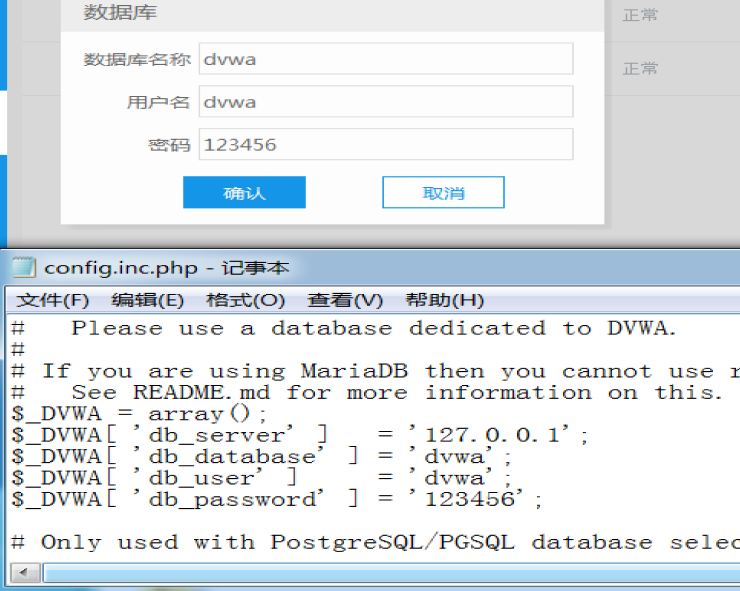 数据库
正常
数据库名称 dvwa
正常
用户名 dvwa
密码 123456
确认 取消
config.inc.php - 记事本
文件(F) 编辑(E) 格式(O) 查看(V) 帮助(H)
#   Please use a database dedicated to DVWA.
#
# If you are using MariaDB then you cannot use r
#   See README.md for more information on this.
$_DVWA = array();
$_DVWA[ 'db_server' ]   = '127.0.0.1';
$_DVWA[ 'db_database' ] = 'dvwa';
$_DVWA[ 'db_user' ]     = 'dvwa';
$_DVWA[ 'db_password' ] = '123456';
# Only used with PostgreSQL/PGSQL database selec